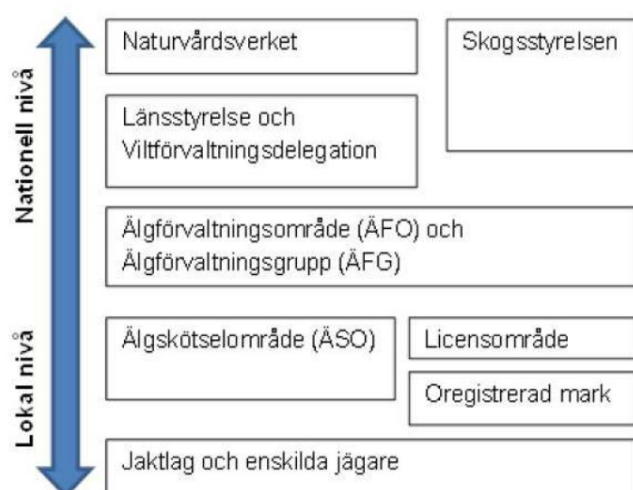 Nationell nivå
Lokal nivå
Naturvårdsverket
Skogsstyrelsen
Länsstyrelse och
Viltförvaltningsdelegation
Älgförvaltningsområde (ÄFO) och
Älgförvaltningsgrupp (ÄFG)
Älgskötselområde (ÄSO)
Licensområde
Oregistrerad mark
Jaktlag och enskilda jägare